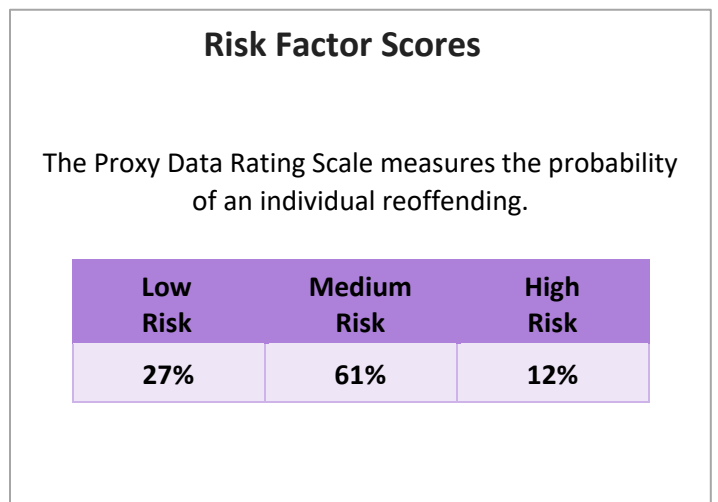 Risk Factor Scores
The Proxy Data Rating Scale measures the probability
of an individual reoffending.
Low Medium High
Risk Risk Risk
27% 61% 12%